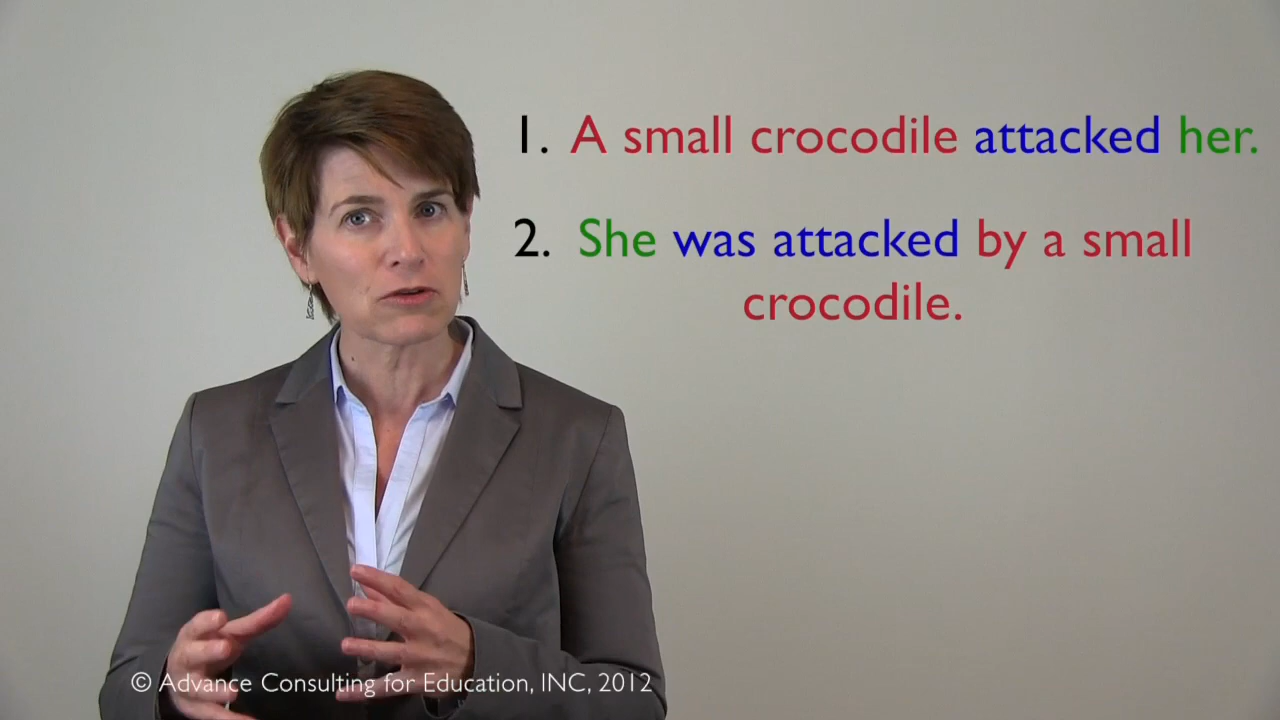 1. A small crocodile attacked her.
2. She was attacked by a small
crocodile.
© Advance Consulting for Education, INC, 2012